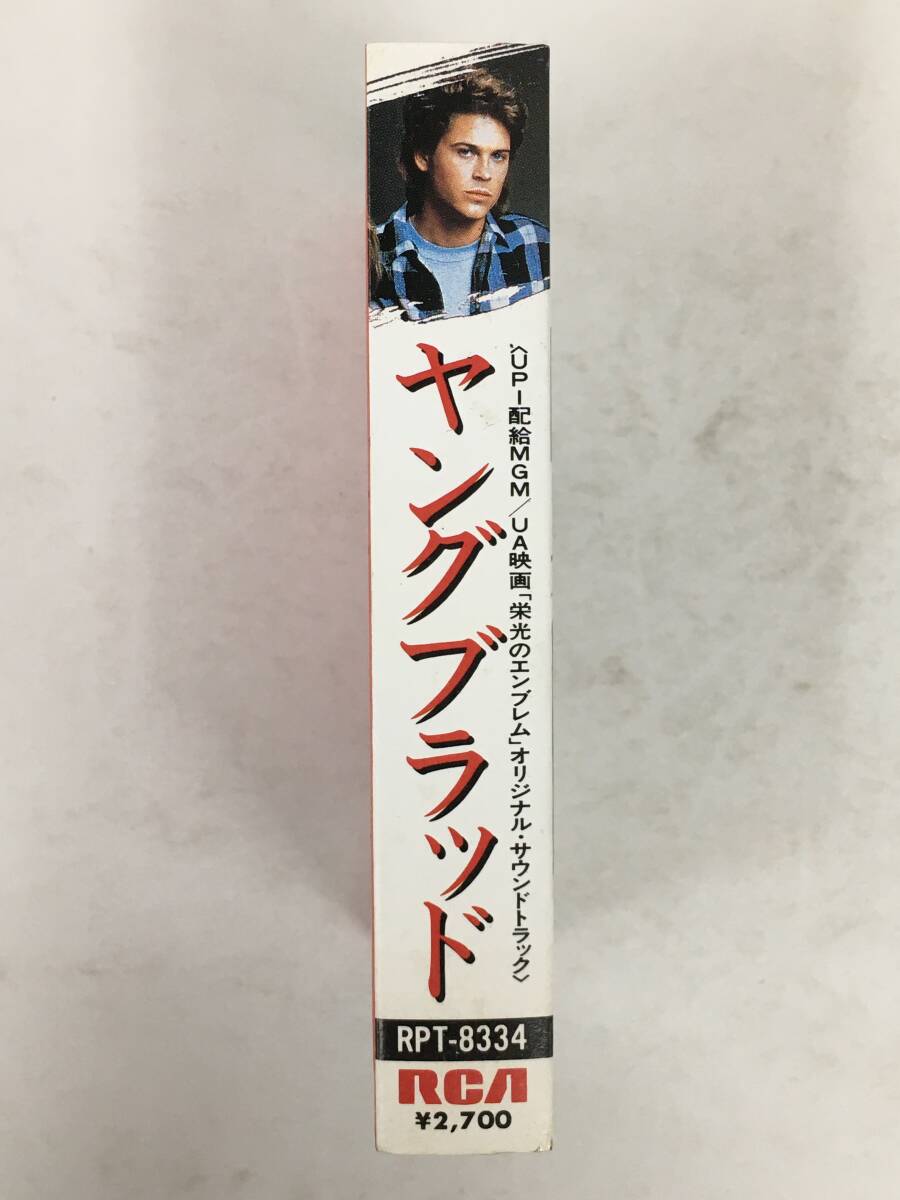 〈UPI配給MGM/UA映画「栄光のエンブレム」オリジナル・サウンドトラック〉
ヤングブラッド
RPT-8334
RCA
¥2,700